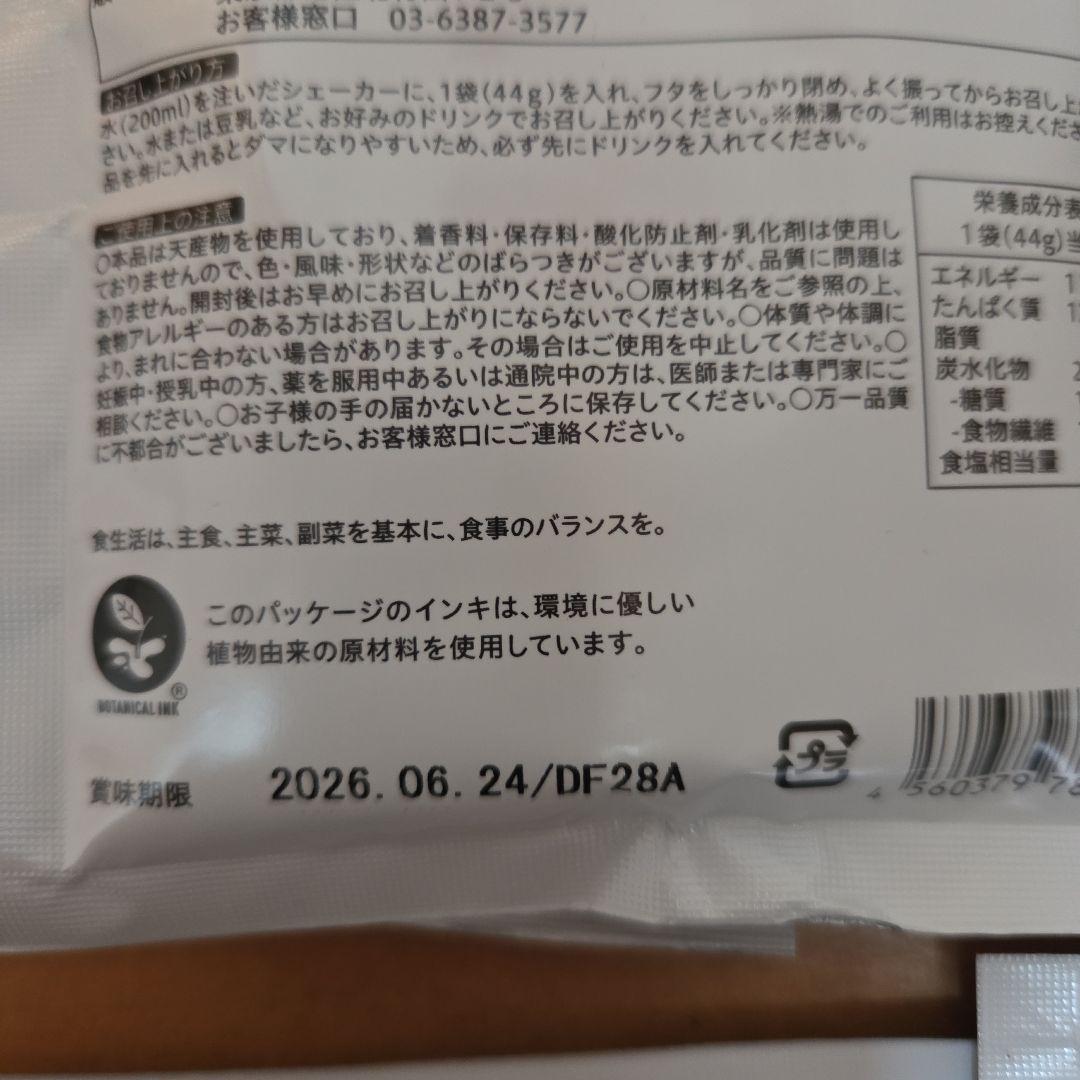 お客様窓口 03-6387-3577
お召し上がり方
水(200ml)を注いだシェーカーに、1袋(44g)を入れ、フタをしっかり閉め、よく振ってからお召し上
さい。水または豆乳など、お好みのドリンクでお召し上がりください。※熱湯でのご利用はお控えくださ
品を先に入れるとダマになりやすいため、必ず先にドリンクを入れてください。
ご使用上の注意
○本品は天産物を使用しており、着香料・保存料・酸化防止剤・乳化剤は使用し
ておりませんので、色・風味・形状などのばらつきがございますが、品質に問題は
ありません。開封後はお早めにお召し上がりください。○原材料名をご参照の上、
食物アレルギーのある方はお召し上がりにならないでください。○体質や体調に
より、まれに合わない場合があります。その場合はご使用を中止してください。○
妊娠中・授乳中の方、薬を服用中あるいは通院中の方は、医師または専門家にご
相談ください。○お子様の手の届かないところに保存してください。○万一品質
に不都合がございましたら、お客様窓口にご連絡ください。
栄養成分表
1袋(44g)当
エネルギー
たんぱく質
脂質
炭水化物
-糖質
-食物繊維
食塩相当量
食生活は、主食、主菜、副菜を基本に、食事のバランスを。
このパッケージのインキは、環境に優しい
植物由来の原材料を使用しています。
BOTANICAL INK ®
プラ
賞味期限 2026.06.24/DF28A
4 560379 78